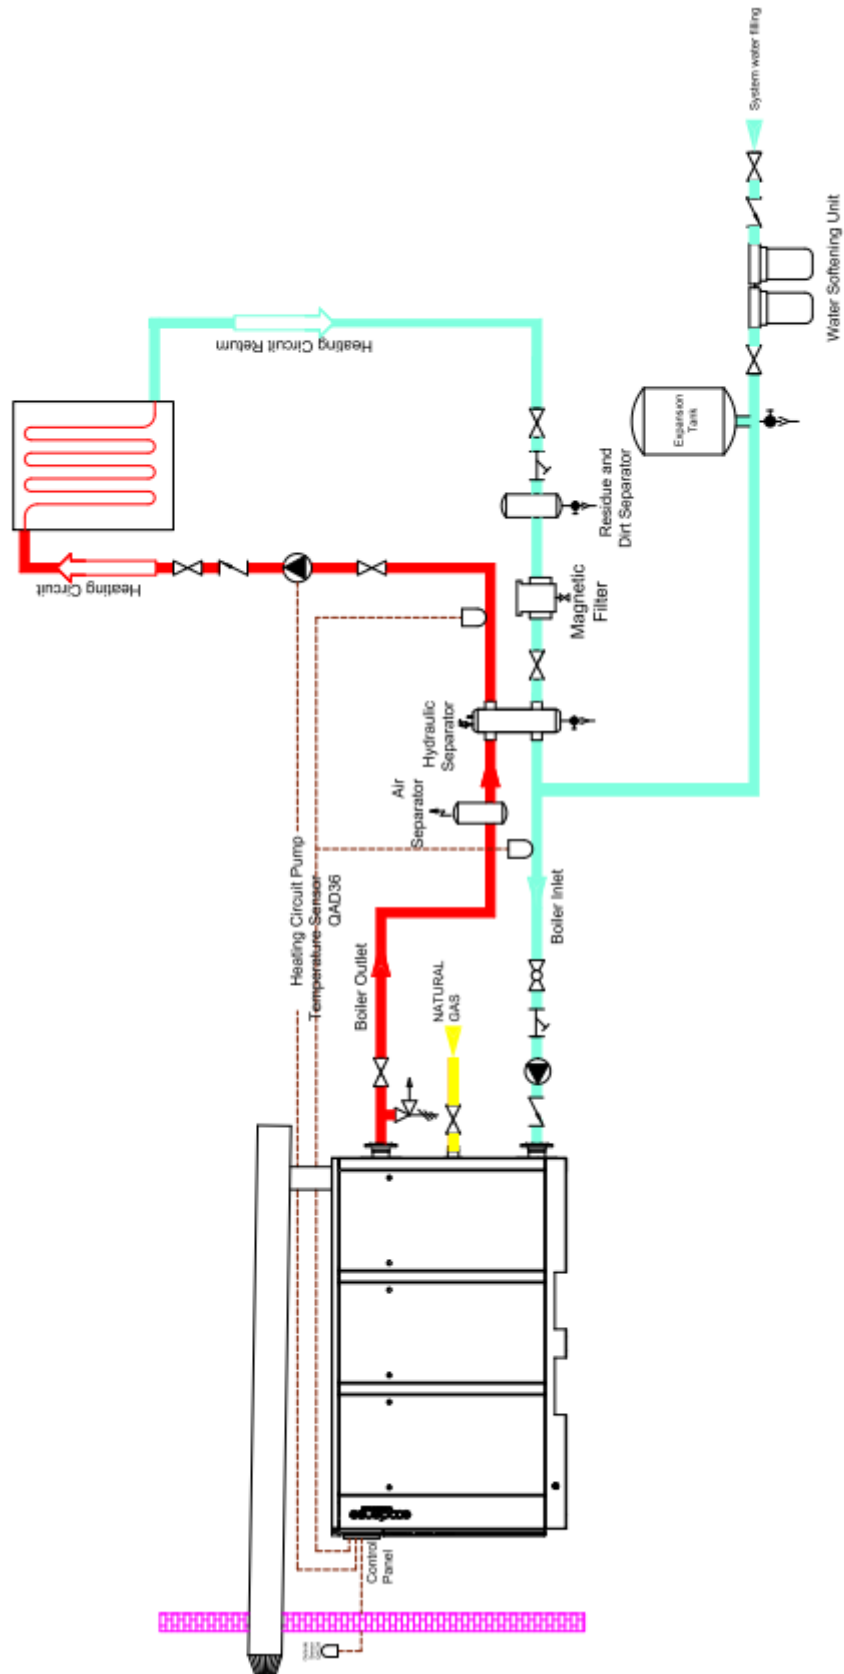 System water filling
Water Softening Unit
Expansion
Tank
Heating Circuit Return
Heating Circuit
Residue and
Dirt Separator
Magnetic
Filter
Hydraulic
Separator
Air
Separator
Heating Circuit Pump
Temperature Sensor
QAD36
Boiler Outlet
Boiler Inlet
NATURAL
GAS
Control
Panel